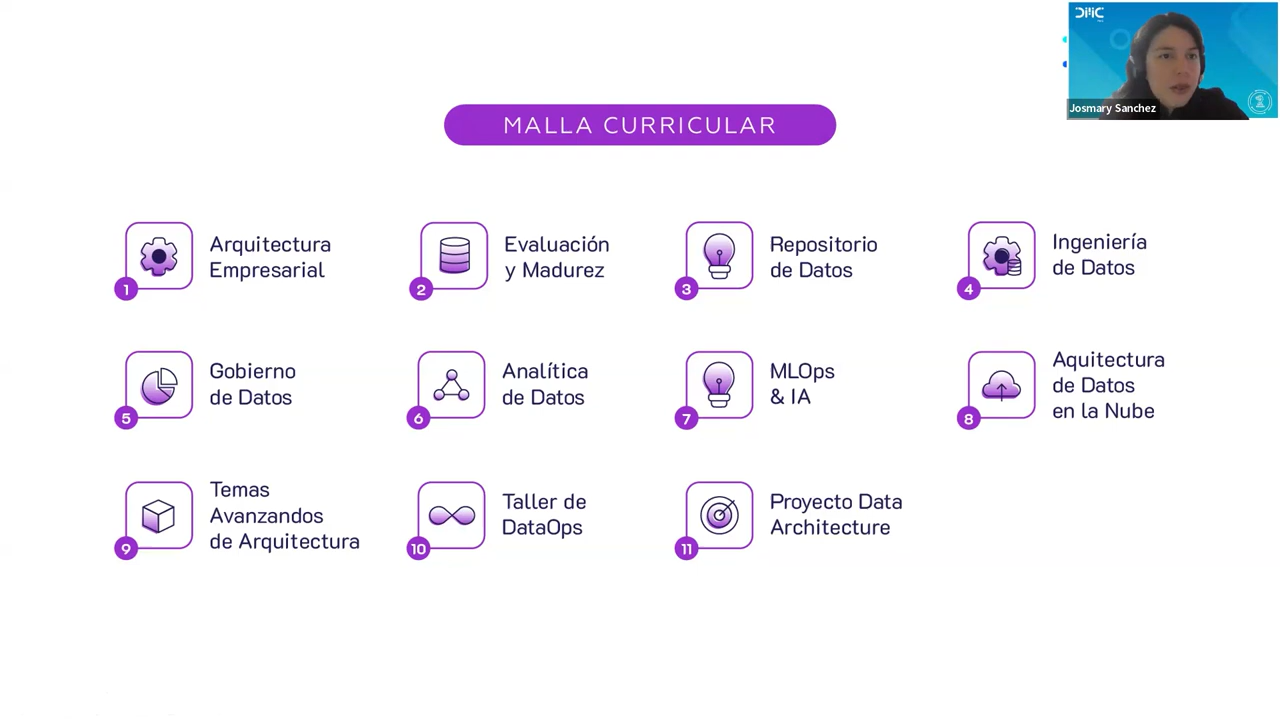 DMC
Josmary Sanchez
MALLA CURRICULAR
1
Arquitectura
Empresarial
2
Evaluación
y Madurez
3
Repositorio
de Datos
4
Ingeniería
de Datos
5
Gobierno
de Datos
6
Analítica
de Datos
7
MLOps
& IA
8
Aquitectura
de Datos
en la Nube
9
Temas
Avanzandos
de Arquitectura
10
Taller de
DataOps
11
Proyecto Data
Architecture